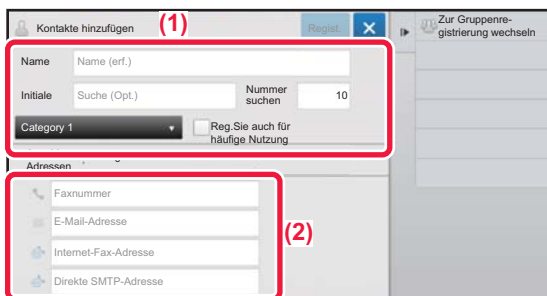 Kontakte hinzufügen
(1)
Regist.
Zur Gruppenre-
gistrierung wechseln
Name
Name (erf.)
Initiale
Suche (Opt.)
Nummer
suchen
10
Category 1
Reg.Sie auch für
häufige Nutzung
Adressen
Faxnummer
E-Mail-Adresse
(2)
Internet-Fax-Adresse
Direkte SMTP-Adresse